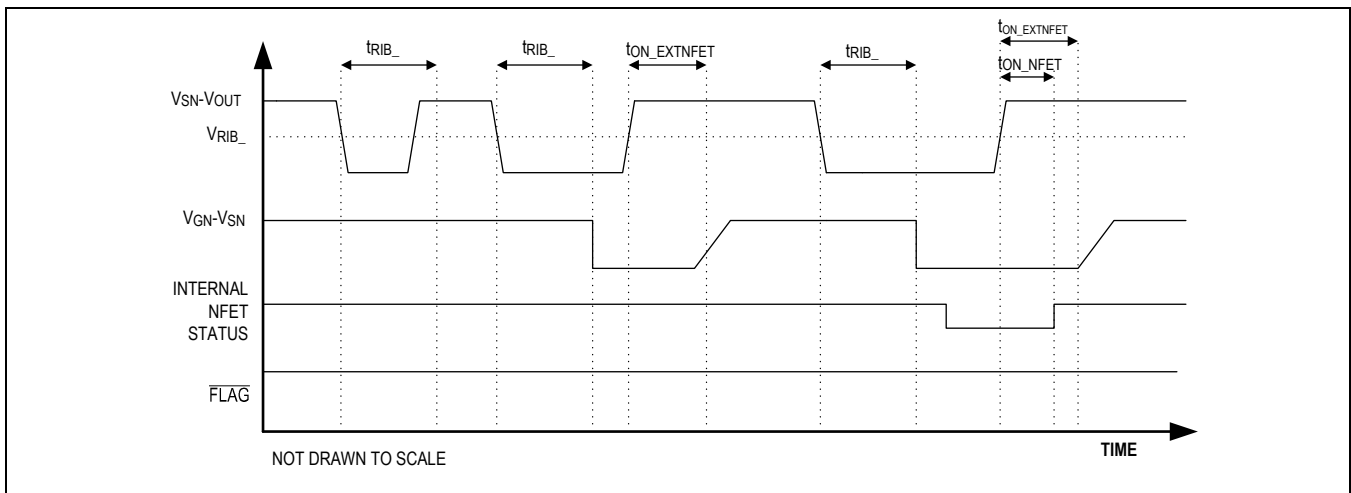 tON_EXTNFET
tRIB_ tRIB_ tON_EXTNFET tRIB_ tON_NFET
VSN-VOUT
VRIB_
VGN-VSN
INTERNAL
NFET
STATUS
FLAG
TIME
NOT DRAWN TO SCALE